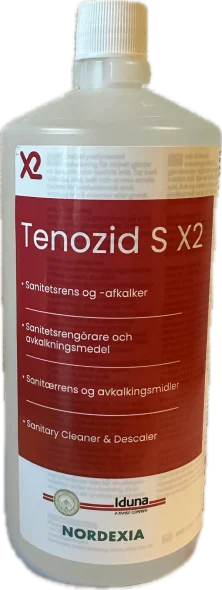 X2
Tenozid S X2
• Sanitetsrens og -afkalker
• Sanitetsrengörare och
avkalkningsmedel
• Sanitærrens og avkalkingsmidler
• Sanitary Cleaner & Descaler
Iduna
NORDEXIA